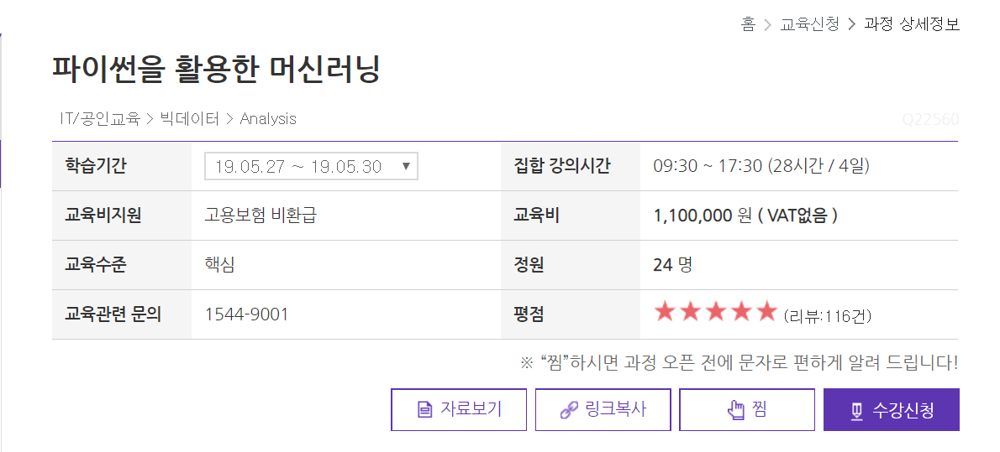 홈 > 교육신청 > 과정 상세정보
파이썬을 활용한 머신러닝
IT/공인교육 > 빅데이터 > Analysis Q22560
학습기간 19.05.27 ~ 19.05.30 ▼ 집합 강의시간 09:30 ~ 17:30 (28시간 / 4일)
교육비지원 고용보험 비환급 교육비 1,100,000 원 ( VAT없음 )
교육수준 핵심 정원 24 명
교육관련 문의 1544-9001 평점 ★★★★★ (리뷰:116건)
※ “찜”하시면 과정 오픈 전에 문자로 편하게 알려 드립니다!
자료보기 링크복사 찜 수강신청